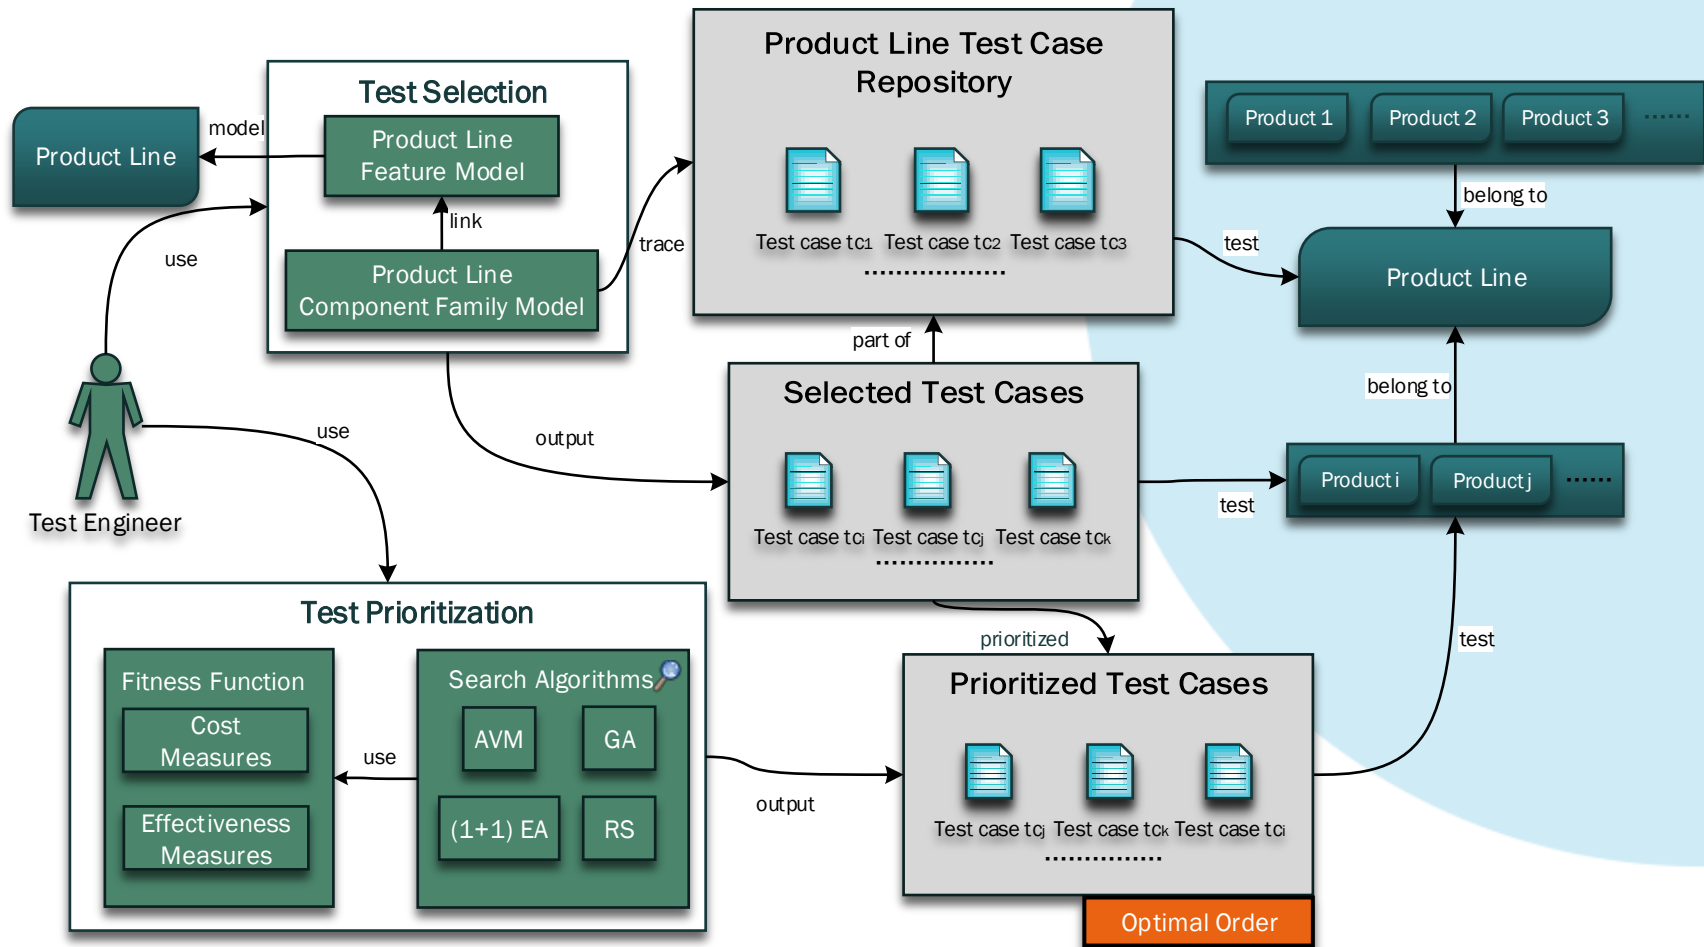 Product Line Test Case
Repository
Test case tc1 Test case tc2 Test case tc3
....................
Test Selection
Product Line
Feature Model
link
Product Line
Component Family Model
model
Product Line
use
trace
Product 1 Product 2 Product 3 ......
belong to
test
Product Line
belong to
part of
Selected Test Cases
Test case tci Test case tcj Test case tck
.................
output
test
Product i Product j ......
Test Engineer
use
Test Prioritization
Fitness Function
Cost
Measures
Effectiveness
Measures
use
Search Algorithms
AVM GA
(1+1) EA RS
output
prioritized
Prioritized Test Cases
Test case tcj Test case tck Test case tci
.................
Optimal Order
test